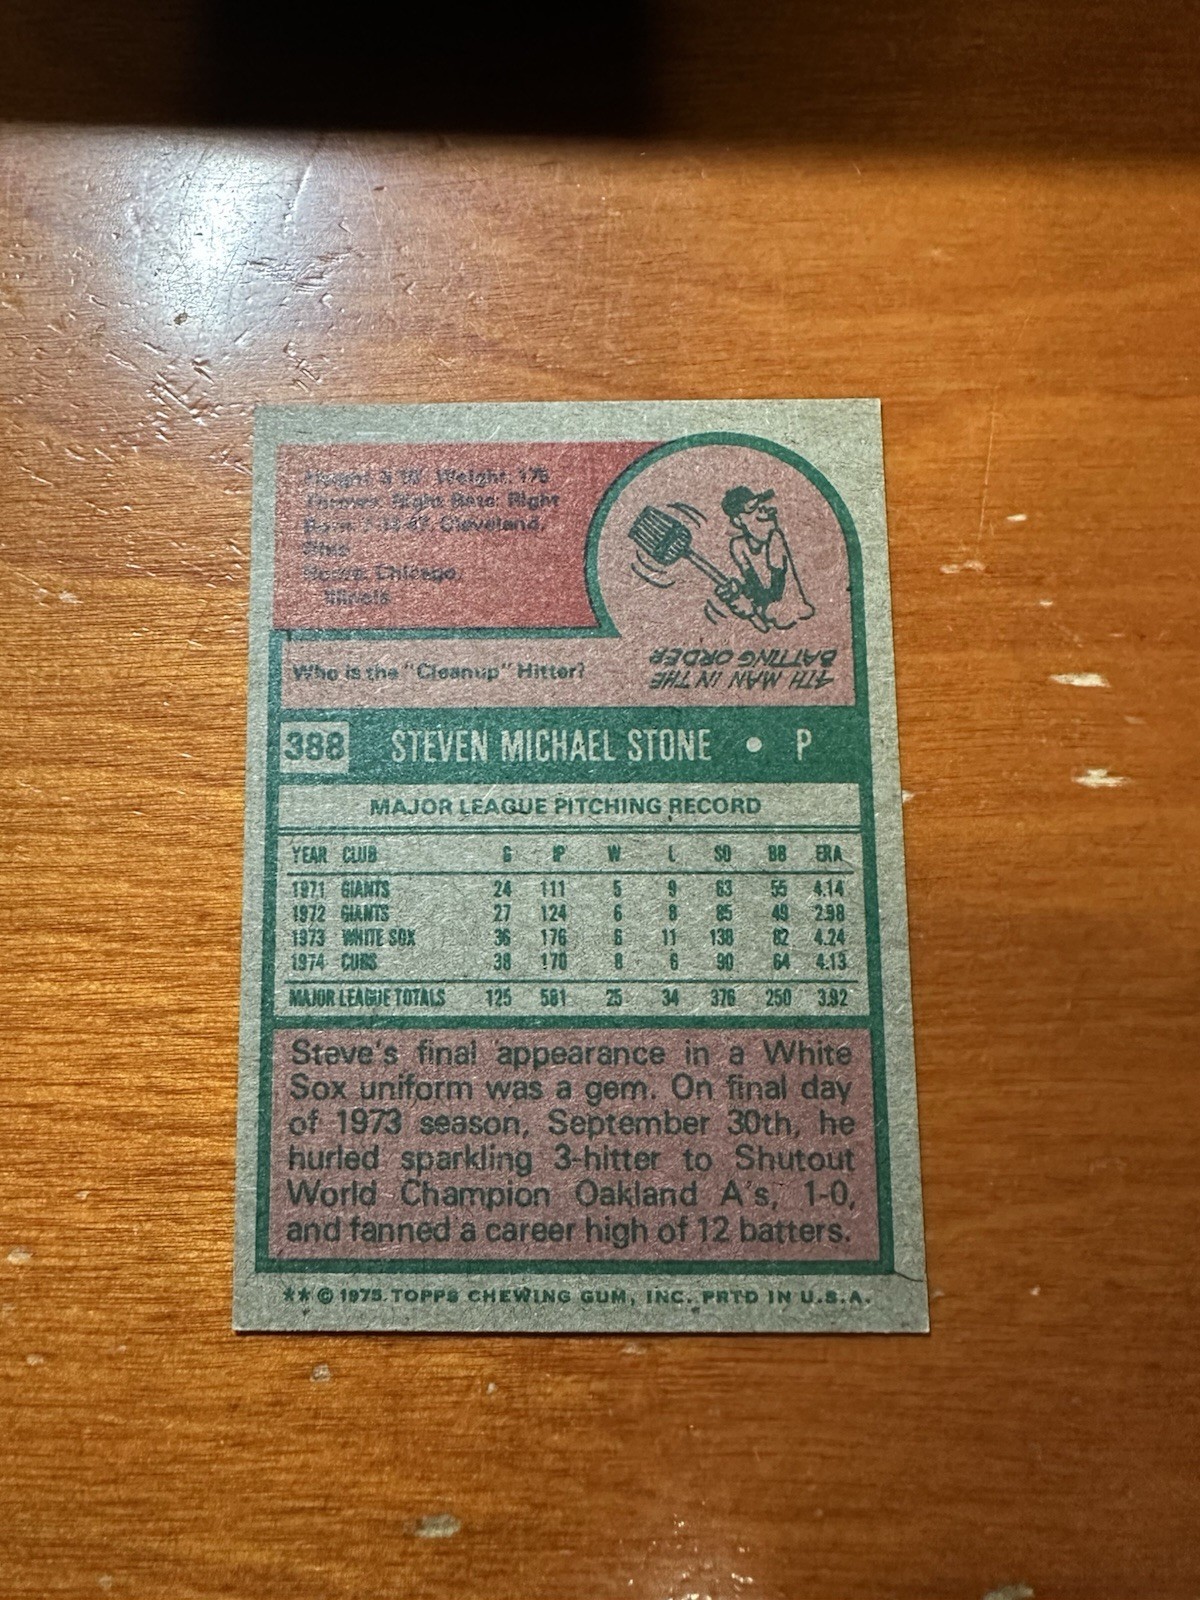 Height: 5'10" Weight: 175
Throws: Right Bats: Right
Born: 7-14-47, Cleveland,
Ohio
Home: Chicago,
Illinois
Who is the "Cleanup" Hitter?
4TH MAN IN THE
BATTING ORDER
388 STEVEN MICHAEL STONE • P
MAJOR LEAGUE PITCHING RECORD
YEAR CLUB G IP W L SO BB ERA
1971 GIANTS 24 111 5 9 63 55 4.14
1972 GIANTS 27 124 6 8 85 49 2.98
1973 WHITE SOX 36 176 6 11 138 82 4.24
1974 CUBS 38 170 8 6 90 64 4.13
MAJOR LEAGUE TOTALS 125 581 25 34 376 250 3.92
Steve's final appearance in a White
Sox uniform was a gem. On final day
of 1973 season, September 30th, he
hurled sparkling 3-hitter to Shutout
World Champion Oakland A's, 1-0,
and fanned a career high of 12 batters.
** © 1975 TOPPS CHEWING GUM, INC. PRTD IN U.S.A.